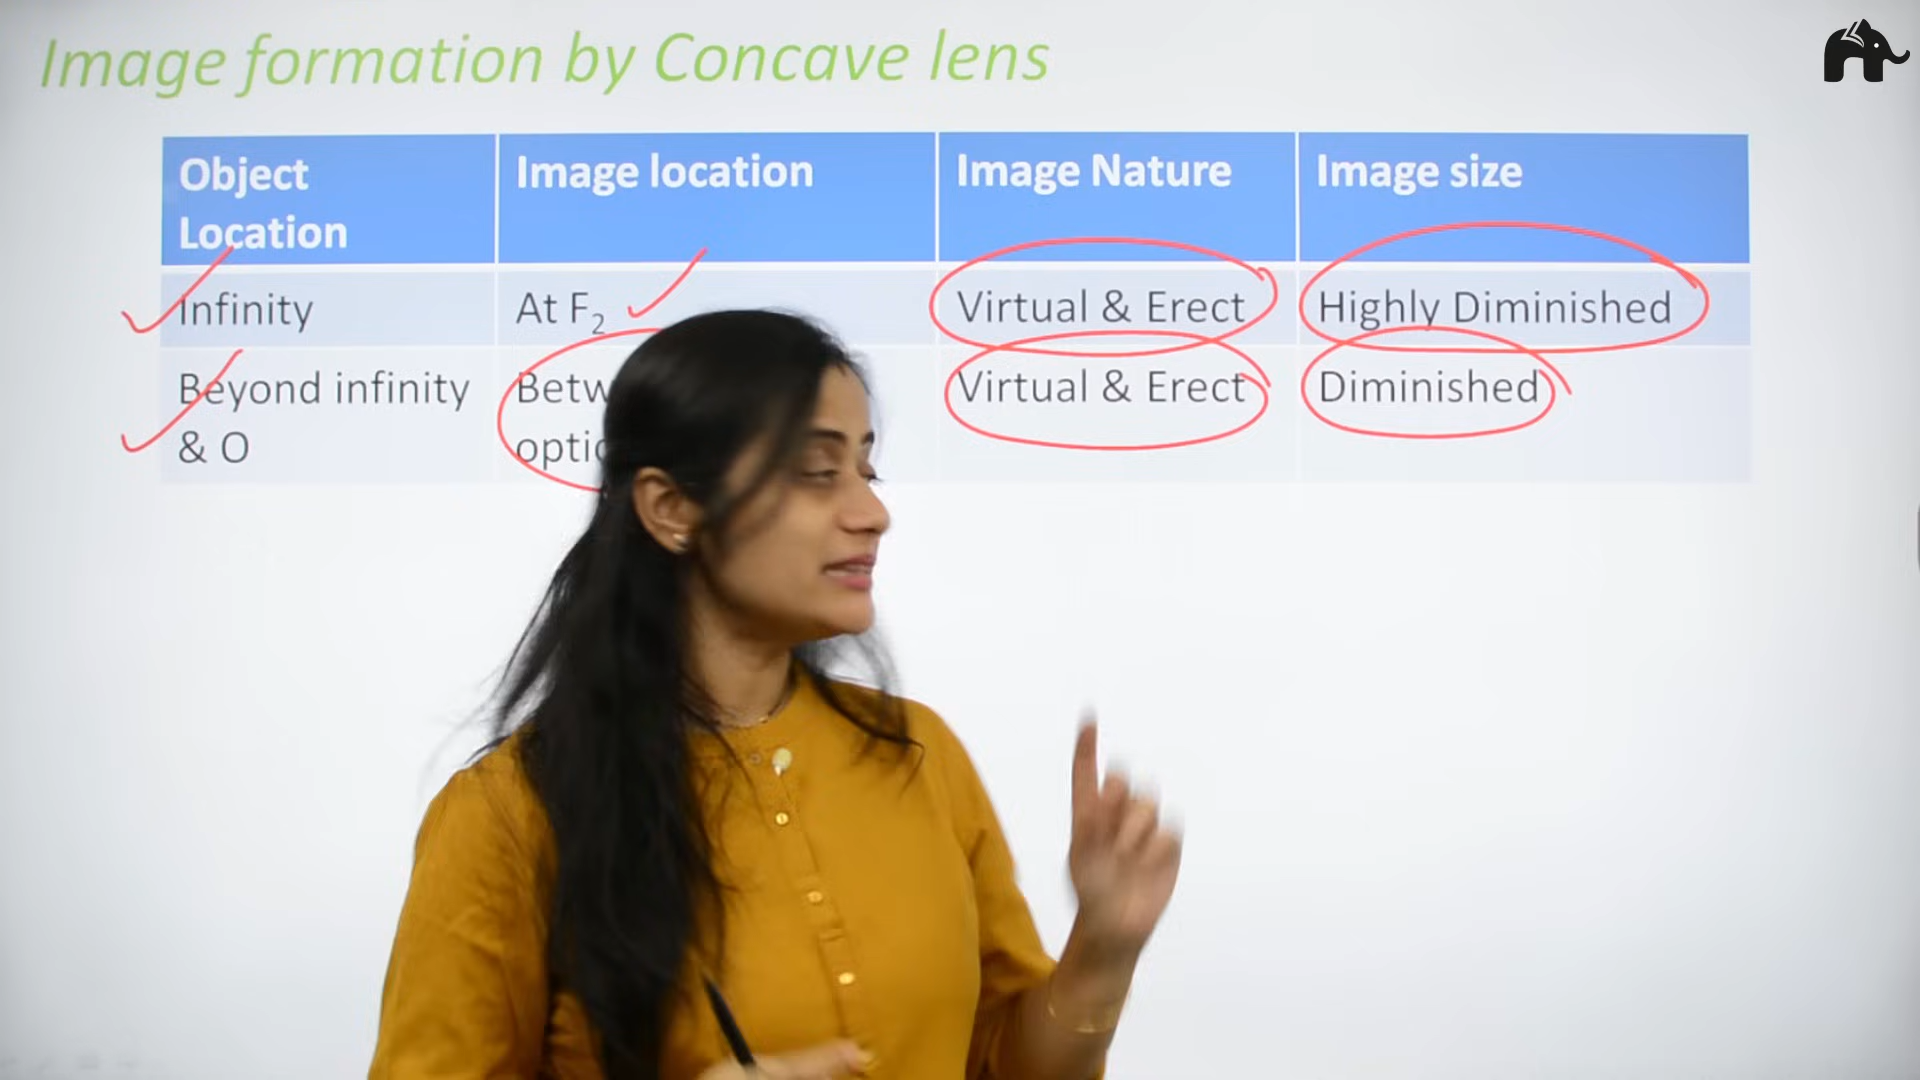 Image formation by Concave lens
Object Location
Image location
Image Nature
Image size
Infinity
At F₂
Virtual & Erect
Highly Diminished
Beyond infinity
& O
Virtual & Erect
Diminished